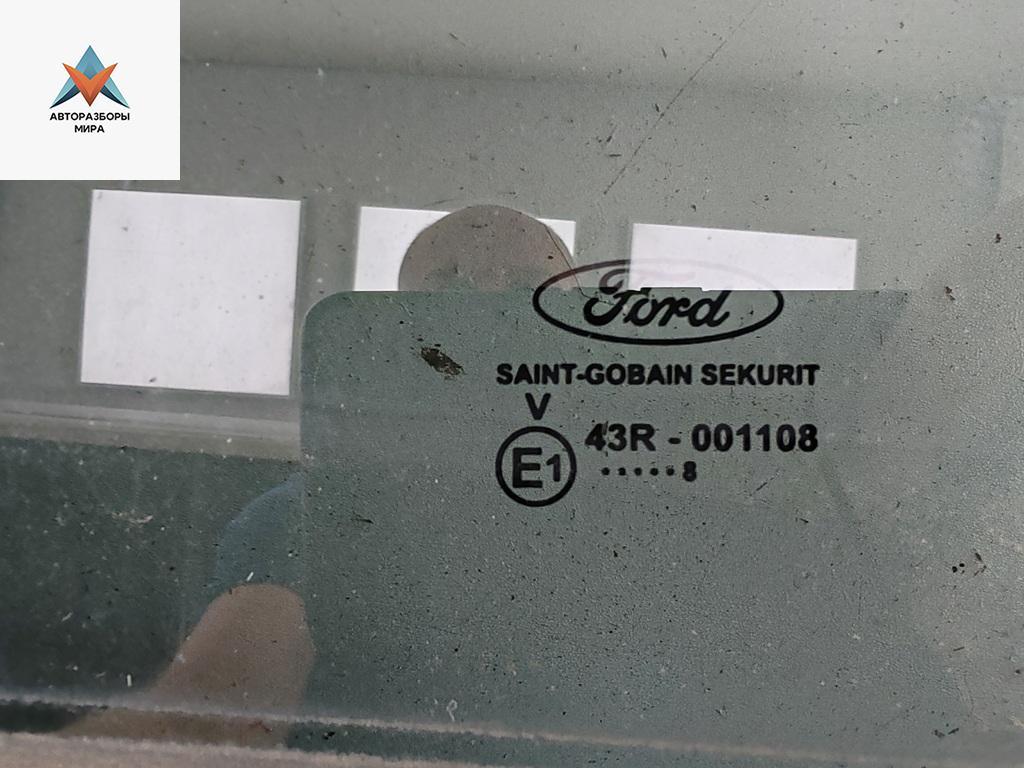 АВТОРАЗБОРЫ
МИРА
Ford
SAINT-GOBAIN SEKURIT
V
43R - 001108
E1
·····8